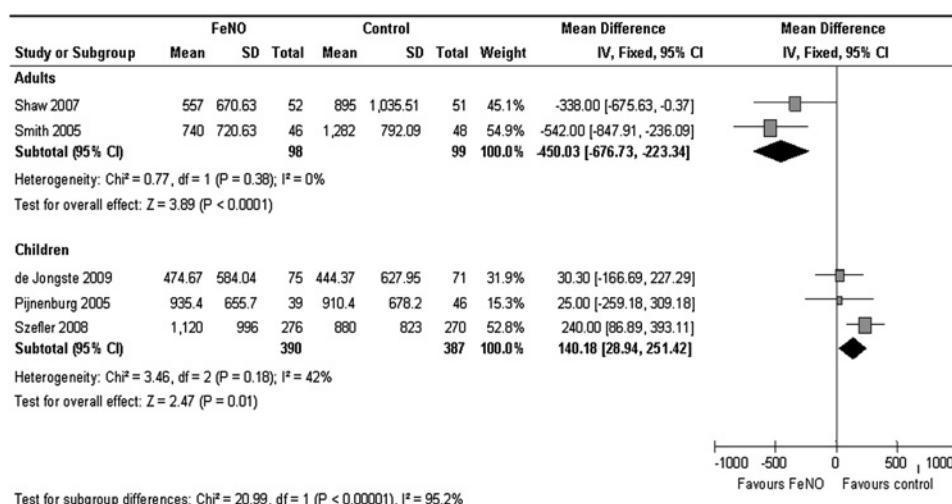 FeNO Control Mean Difference Mean Difference
Study or Subgroup Mean SD Total Mean SD Total Weight IV, Fixed, 95% CI IV, Fixed, 95% CI
Adults
Shaw 2007 557 670.63 52 895 1,035.51 51 45.1% -338.00 [-675.63, -0.37]
Smith 2005 740 720.63 46 1,282 792.09 48 54.9% -542.00 [-847.91, -236.09]
Subtotal (95% CI) 98 99 100.0% -450.03 [-676.73, -223.34]
Heterogeneity: Chi² = 0.77, df = 1 (P = 0.38); I² = 0%
Test for overall effect: Z = 3.89 (P < 0.0001)
Children
de Jongste 2009 474.67 584.04 75 444.37 627.95 71 31.9% 30.30 [-166.69, 227.29]
Pijnenburg 2005 935.4 655.7 39 910.4 678.2 46 15.3% 25.00 [-259.18, 309.18]
Szefler 2008 1,120 996 276 880 823 270 52.8% 240.00 [86.89, 393.11]
Subtotal (95% CI) 390 387 100.0% 140.18 [28.94, 251.42]
Heterogeneity: Chi² = 3.46, df = 2 (P = 0.18); I² = 42%
Test for overall effect: Z = 2.47 (P = 0.01)
-1000 -500 0 500 1000
Favours FeNO Favours control
Test for subgroup differences: Chi² = 20.99, df = 1 (P < 0.00001), I² = 95.2%